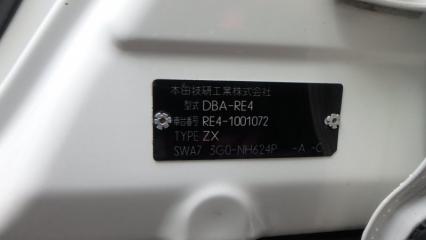 本田技研工業株式会社
型式 DBA-RE4
車台番号 RE4-1001072
TYPE ZX
SWA7 3G0-NH624P -A -C